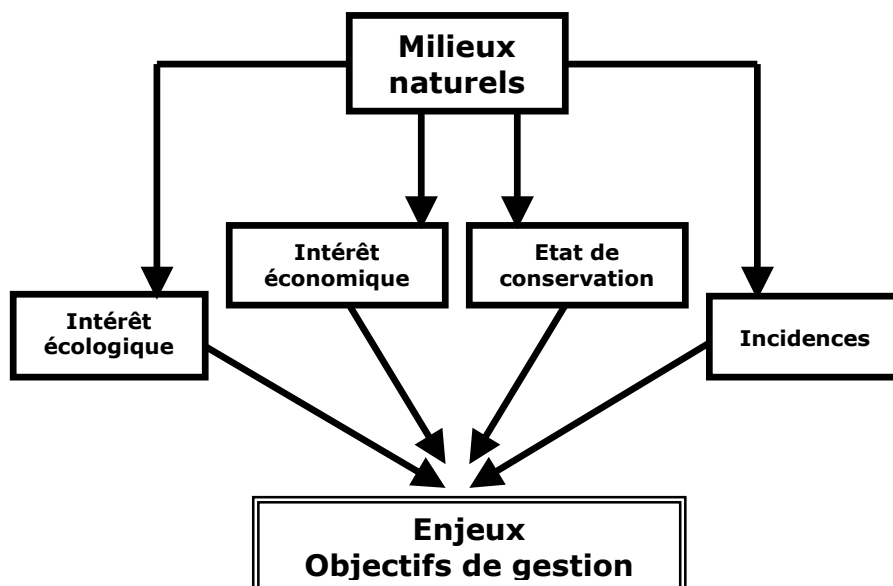 Milieux
naturels
Intérêt
économique
Etat de
conservation
Intérêt
écologique
Incidences
Enjeux
Objectifs de gestion